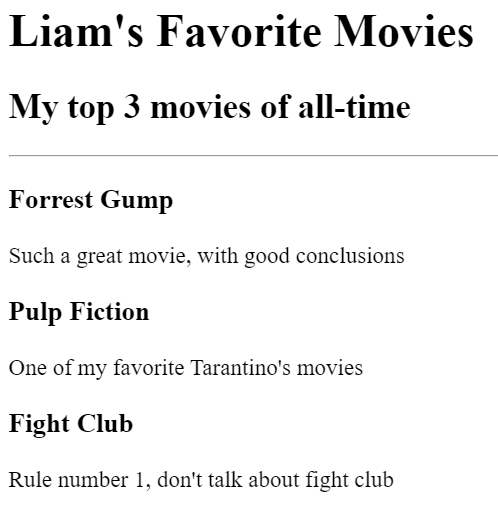 Liam's Favorite Movies
My top 3 movies of all-time
Forrest Gump
Such a great movie, with good conclusions
Pulp Fiction
One of my favorite Tarantino's movies
Fight Club
Rule number 1, don't talk about fight club